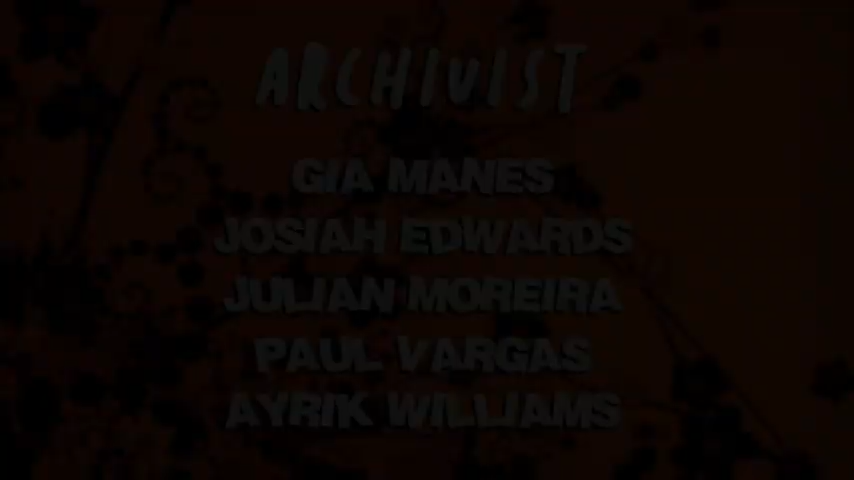 ARCHIVIST
GIA MANES
JOSIAH EDWARDS
JULIAN MOREIRA
PAUL VARGAS
AYRIK WILLIAMS